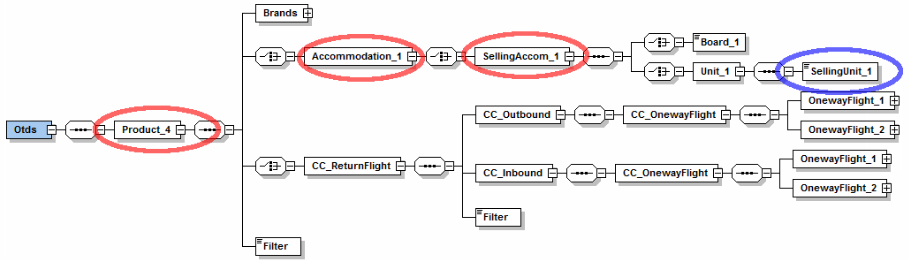 Brands
Accommodation_1
SellingAccom_1
Board_1
Unit_1
SellingUnit_1
Otds
Product_4
CC_ReturnFlight
CC_Outbound
CC_OnewayFlight
OnewayFlight_1
OnewayFlight_2
CC_Inbound
CC_OnewayFlight
OnewayFlight_1
OnewayFlight_2
Filter
Filter